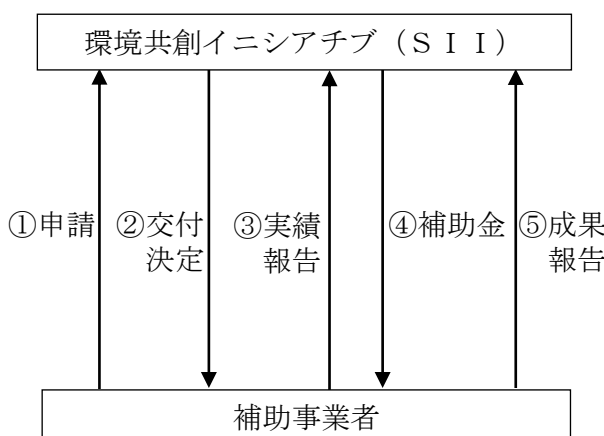 環境共創イニシアチブ（ＳＩＩ）
①申請
②交付
決定
③実績
報告
④補助金
⑤成果
報告
補助事業者